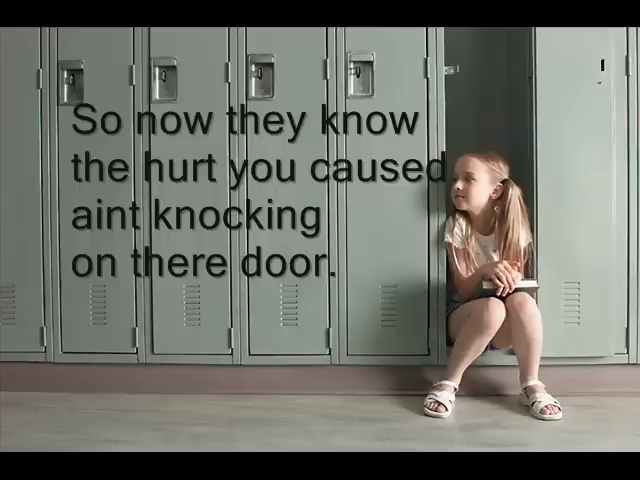 So now they know
the hurt you caused
aint knocking
on there door.